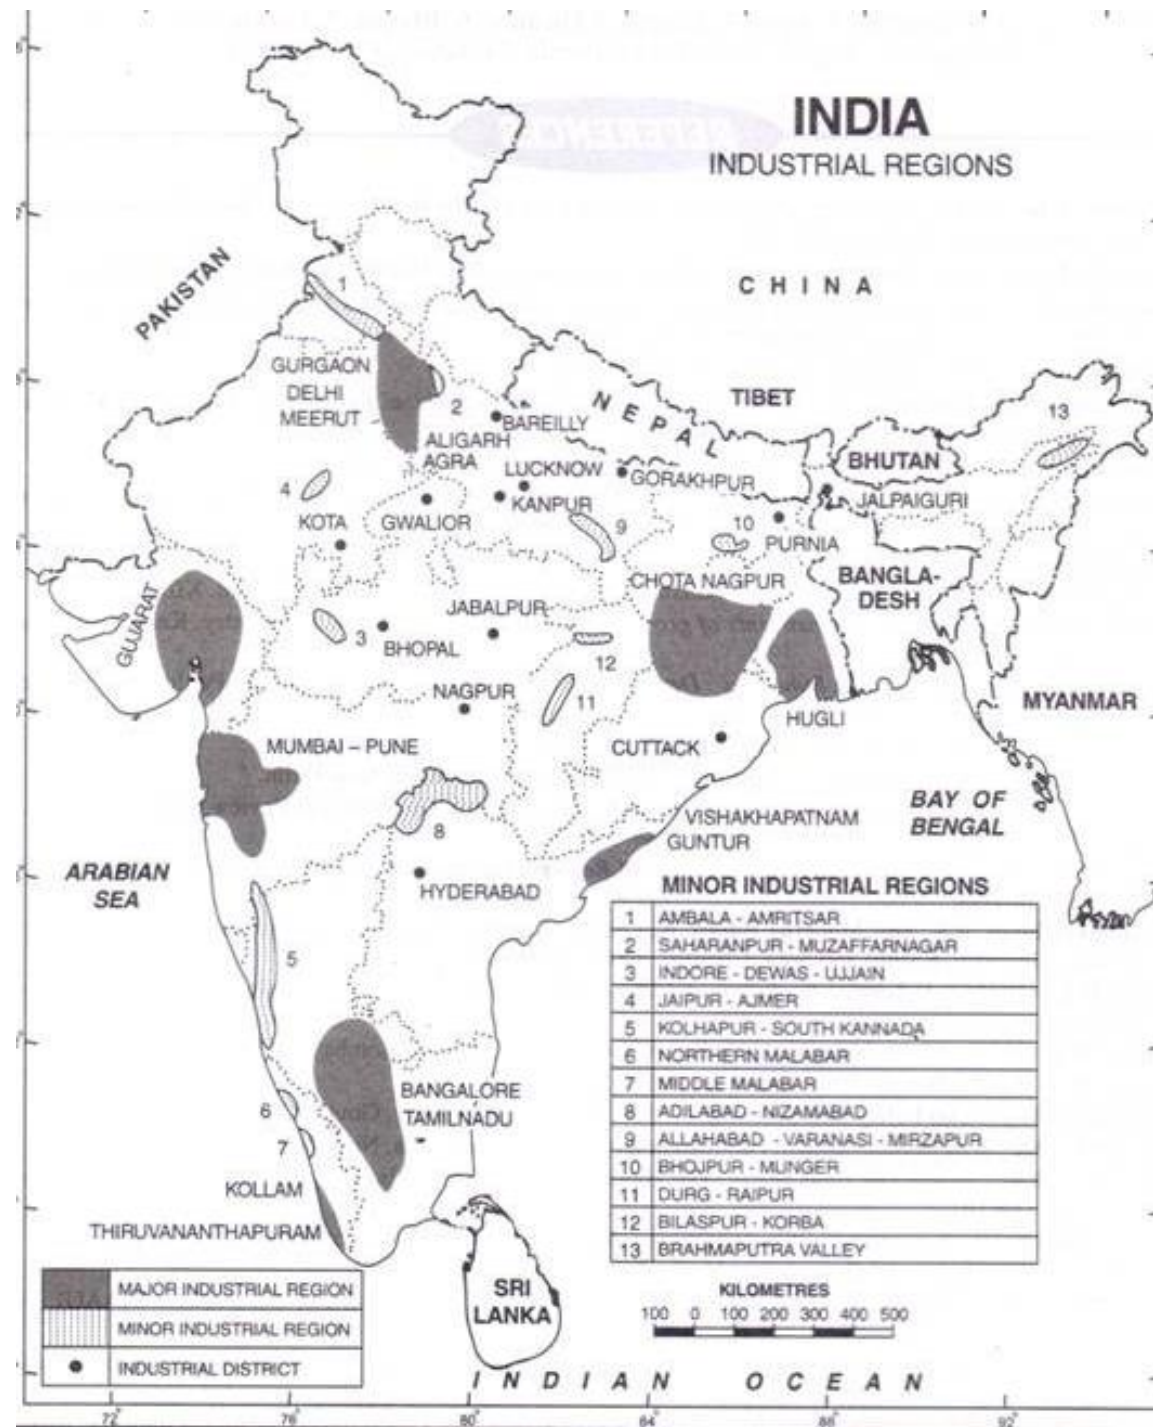 INDIA
INDUSTRIAL REGIONS
PAKISTAN
CHINA
1
GURGAON
DELHI
MEERUT
2
TIBET
NEPAL
13
BAREILLY
ALIGARH
AGRA
BHUTAN
LUCKNOW
GORAKHPUR
4
KANPUR
JALPAIGURI
KOTA
GWALIOR
9
10
PURNIA
CHOTA NAGPUR
BANGLA-
DESH
GUJARAT
JABALPUR
3
BHOPAL
12
NAGPUR
11
MYANMAR
HUGLI
MUMBAI – PUNE
CUTTACK
BAY OF
BENGAL
8
VISHAKHAPATNAM
GUNTUR
ARABIAN
SEA
HYDERABAD
5
MINOR INDUSTRIAL REGIONS
1 AMBALA - AMRITSAR
2 SAHARANPUR - MUZAFFARNAGAR
3 INDORE - DEWAS - UJJAIN
4 JAIPUR - AJMER
5 KOLHAPUR - SOUTH KANNADA
6 NORTHERN MALABAR
7 MIDDLE MALABAR
8 ADILABAD - NIZAMABAD
9 ALLAHABAD - VARANASI - MIRZAPUR
10 BHOJPUR - MUNGER
11 DURG - RAIPUR
12 BILASPUR - KORBA
13 BRAHMAPUTRA VALLEY
BANGALORE
TAMILNADU
6
7
KOLLAM
THIRUVANANTHAPURAM
SRI
LANKA
MAJOR INDUSTRIAL REGION
MINOR INDUSTRIAL REGION
INDUSTRIAL DISTRICT
KILOMETRES
100 0 100 200 300 400 500
INDIAN OCEAN
72° 76° 84° 88° 92°